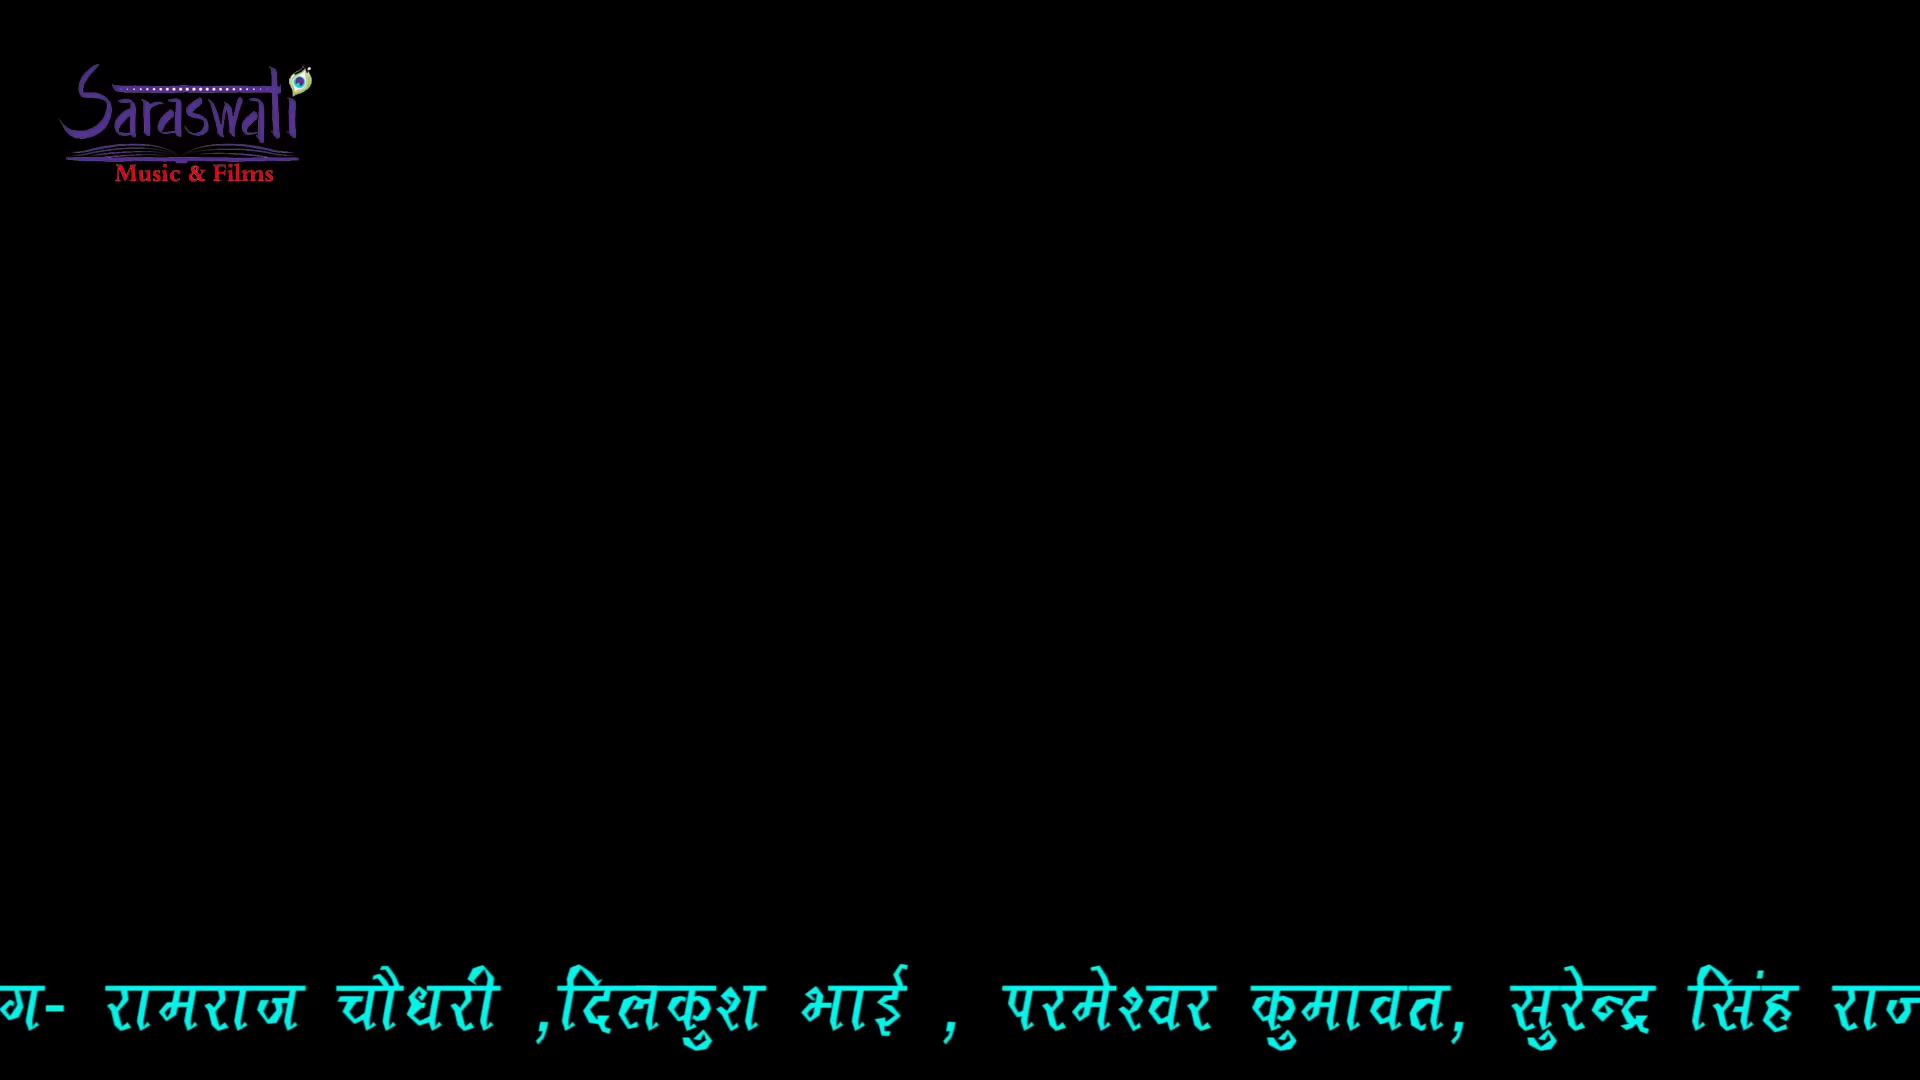 Saraswati
Music & Films
रामराज चौधरी ,दिलकुश भाई , परमेश्वर कुमावत, सुरेन्द्र सिंह